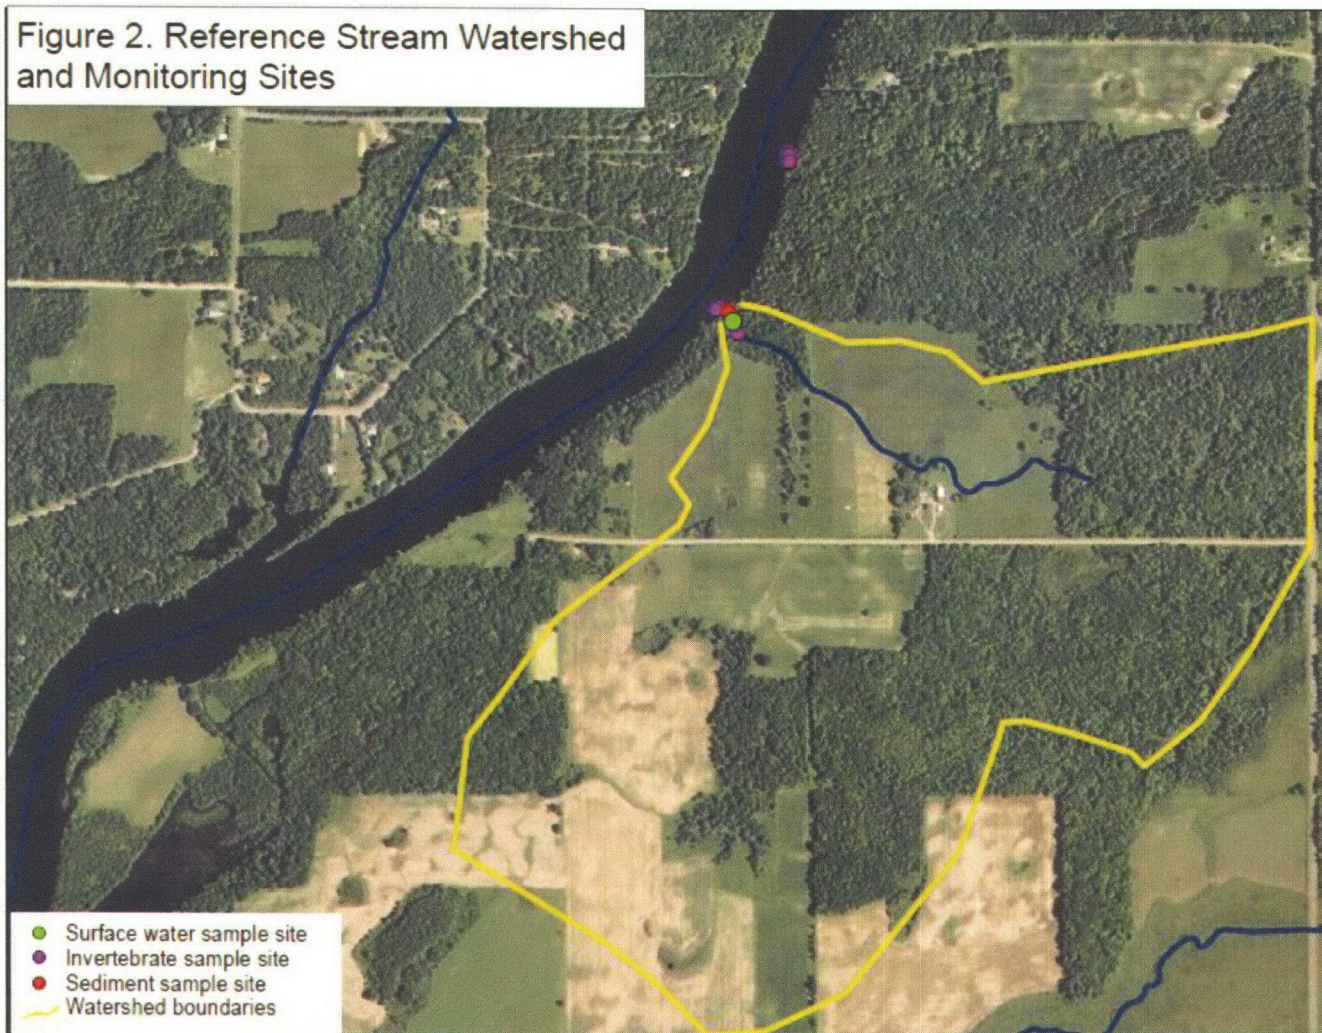 Figure 2. Reference Stream Watershed
and Monitoring Sites
Surface water sample site
Invertebrate sample site
Sediment sample site
Watershed boundaries